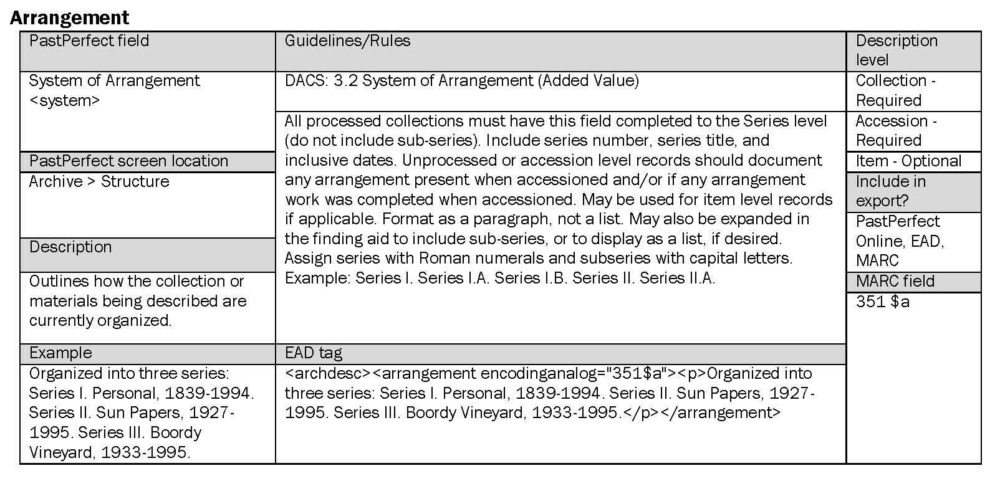 Arrangement
PastPerfect field
System of Arrangement
<system>
PastPerfect screen location
Archive > Structure
Description
Outlines how the collection or
materials being described are
currently organized.
Example
Organized into three series:
Series I. Personal, 1839-1994.
Series II. Sun Papers, 1927-
1995. Series III. Boordy
Vineyard, 1933-1995.
Guidelines/Rules
DACS: 3.2 System of Arrangement (Added Value)
All processed collections must have this field completed to the Series level
(do not include sub-series). Include series number, series title, and
inclusive dates. Unprocessed or accession level records should document
any arrangement present when accessioned and/or if any arrangement
work was completed when accessioned. May be used for item level records
if applicable. Format as a paragraph, not a list. May also be expanded in
the finding aid to include sub-series, or to display as a list, if desired.
Assign series with Roman numerals and subseries with capital letters.
Example: Series I. Series I.A. Series I.B. Series II. Series II.A.
EAD tag
<archdesc><arrangement encodinganalog="351$a"><p>Organized into
three series: Series I. Personal, 1839-1994. Series II. Sun Papers, 1927-
1995. Series III. Boordy Vineyard, 1933-1995.</p></arrangement>
Description
level
Collection -
Required
Accession -
Required
Item - Optional
Include in
export?
PastPerfect
Online, EAD,
MARC
MARC field
351 $a